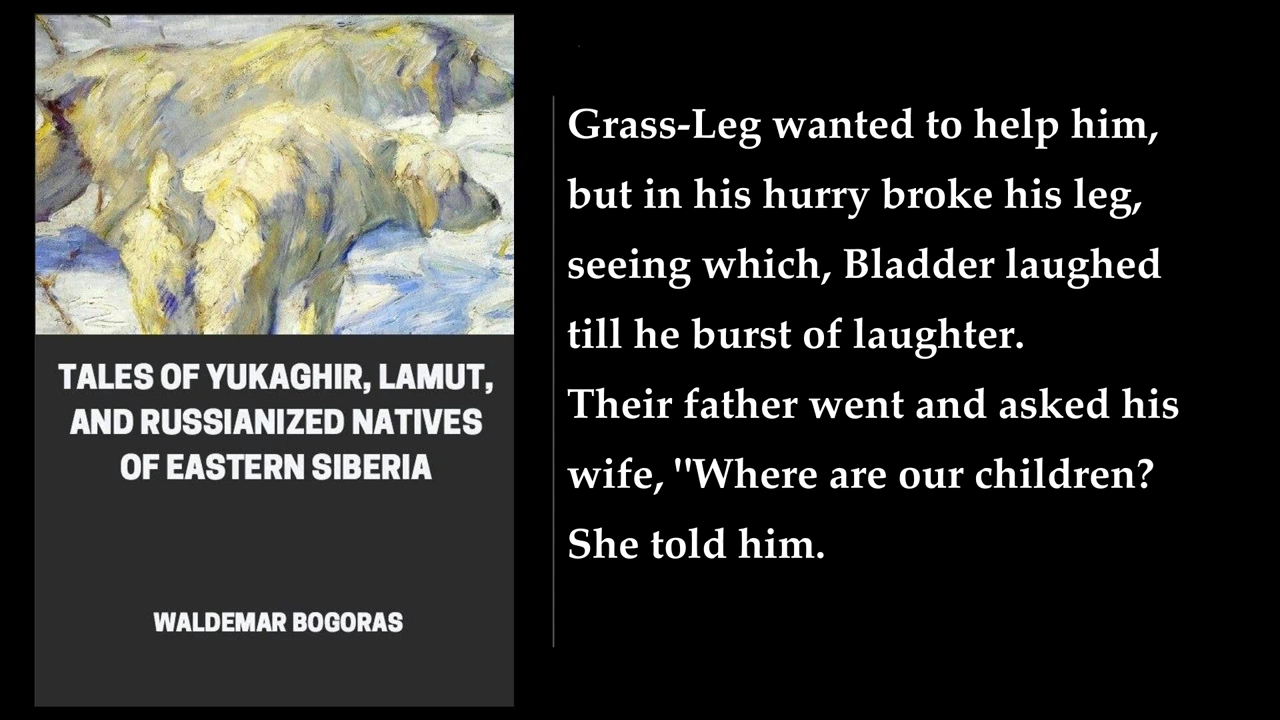 TALES OF YUKAGHIR, LAMUT,
AND RUSSIANIZED NATIVES
OF EASTERN SIBERIA
WALDEMAR BOGORAS
Grass-Leg wanted to help him,
but in his hurry broke his leg,
seeing which, Bladder laughed
till he burst of laughter.
Their father went and asked his
wife, "Where are our children?
She told him.